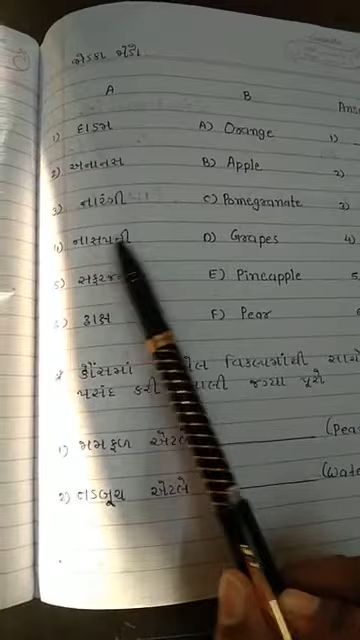 જોડકા જોડો.
A B Ans
1) દાડમ A) Orange 1)
2) અનાનસ B) Apple 2)
3) નારંગી C) Pomegranate 3)
4) નાસપતી D) Grapes 4)
5) E) Pineapple 5
6) દ્રાક્ષ F) Pear 6
* કૌંસમાં વિકલ્પમાંથી
પસંદ કરી ખાલી જગ્યા પૂરો
1) એટલે (Pea
2) તડબૂચ એટલે (Wate